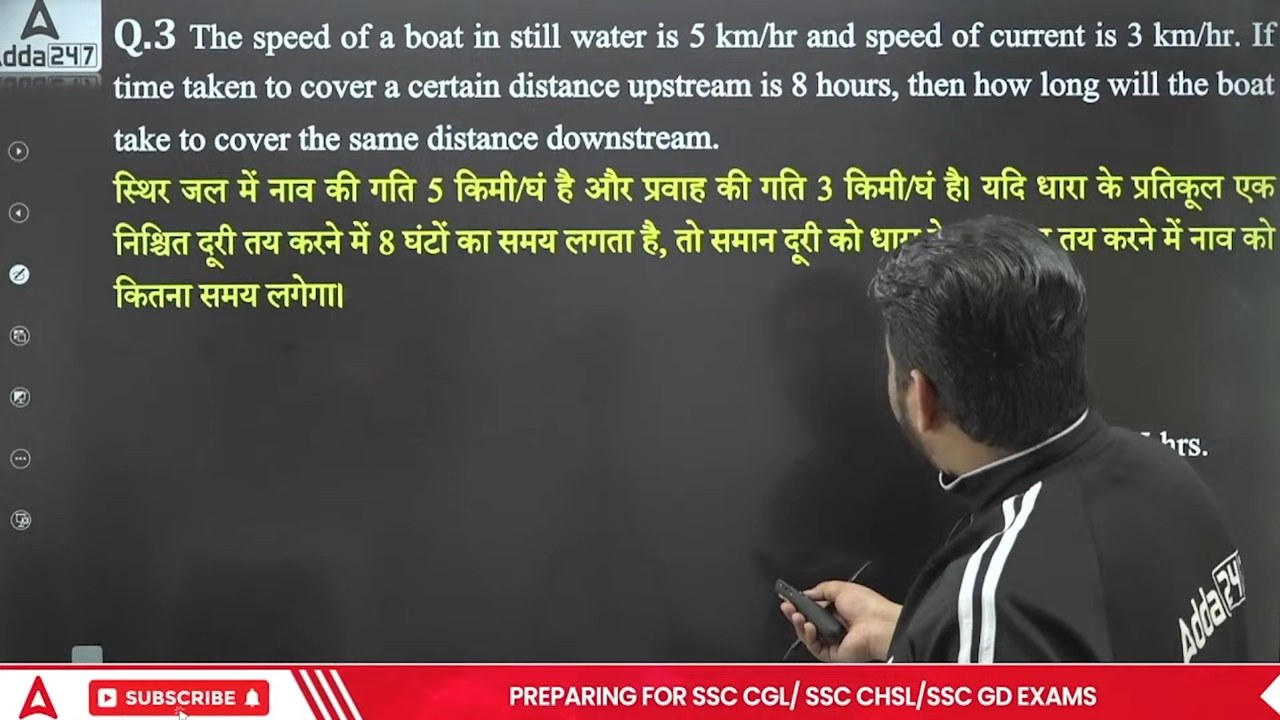 Adda247
Q.3 The speed of a boat in still water is 5 km/hr and speed of current is 3 km/hr. If
time taken to cover a certain distance upstream is 8 hours, then how long will the boat
take to cover the same distance downstream.
स्थिर जल में नाव की गति 5 किमी/घं है और प्रवाह की गति 3 किमी/घं है। यदि धारा के प्रतिकूल एक
निश्चित दूरी तय करने में 8 घंटों का समय लगता है, तो समान दूरी को तय करने में नाव को
कितना समय लगेगा।
hrs.
Adda247
SUBSCRIBE
PREPARING FOR SSC CGL/ SSC CHSL/SSC GD EXAMS